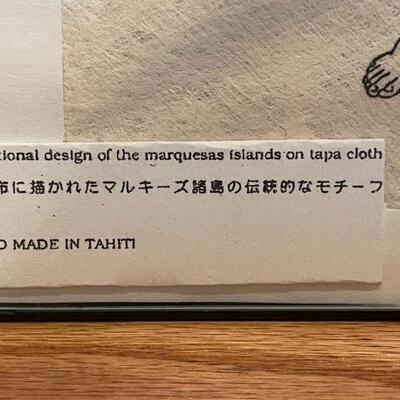 tional design of the marquesas islands on tapa cloth
布に描かれたマルキーズ諸島の伝統的なモチーフ
D MADE IN TAHITI